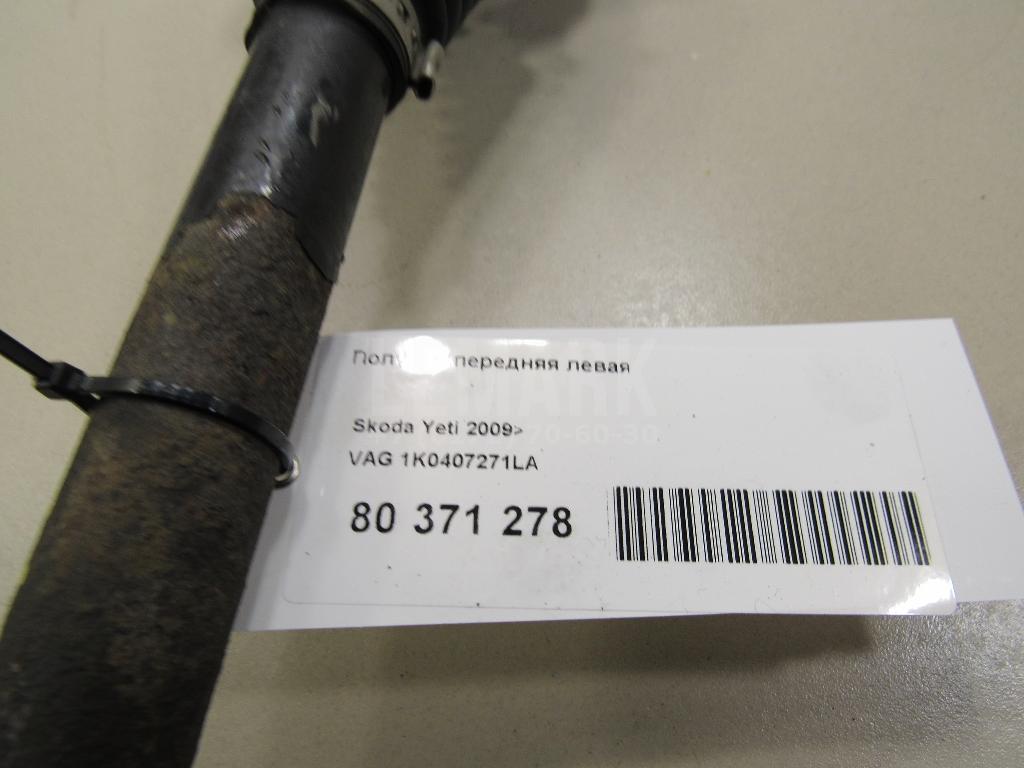 передняя левая
Skoda Yeti 2009>
VAG 1K0407271LA
80 371 278